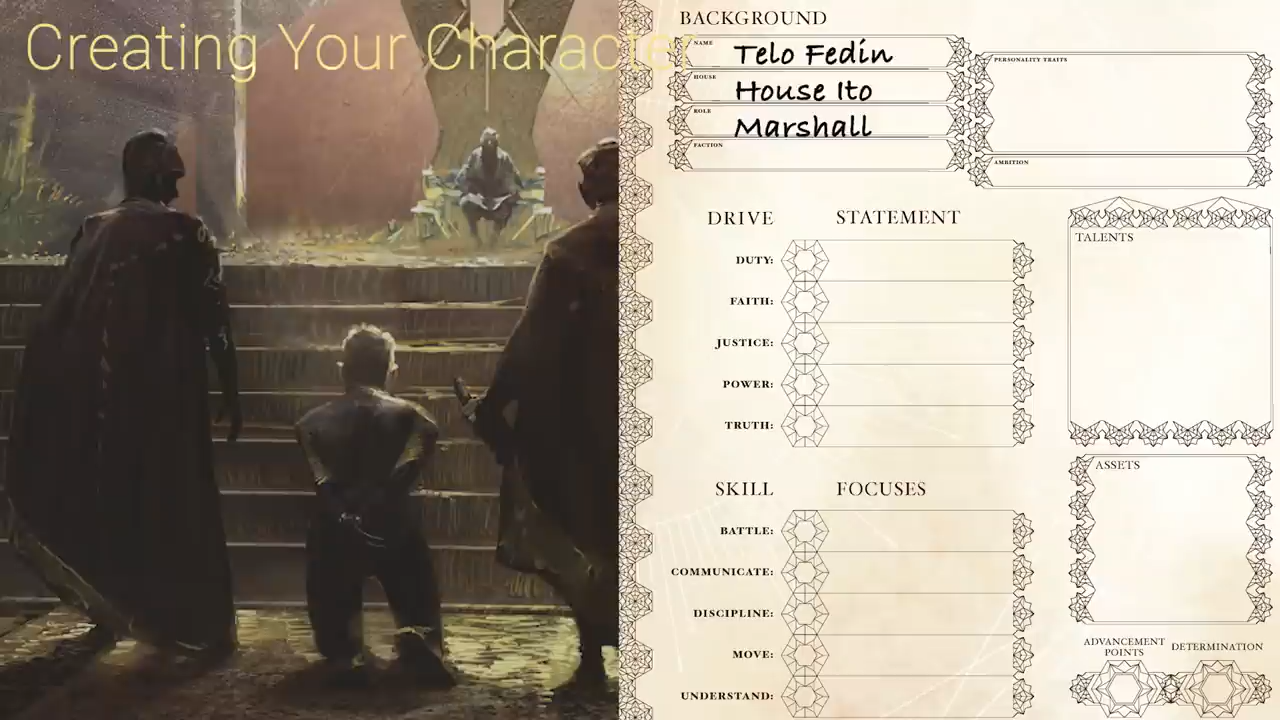 Creating Your Character
BACKGROUND
NAME Telo Fedin
HOUSE House Ito
ROLE Marshall
FACTION
PERSONALITY TRAITS
AMBITION
DRIVE STATEMENT
DUTY:
FAITH:
JUSTICE:
POWER:
TRUTH:
SKILL FOCUSES
BATTLE:
COMMUNICATE:
DISCIPLINE:
MOVE:
UNDERSTAND:
TALENTS
ASSETS
ADVANCEMENT
POINTS
DETERMINATION